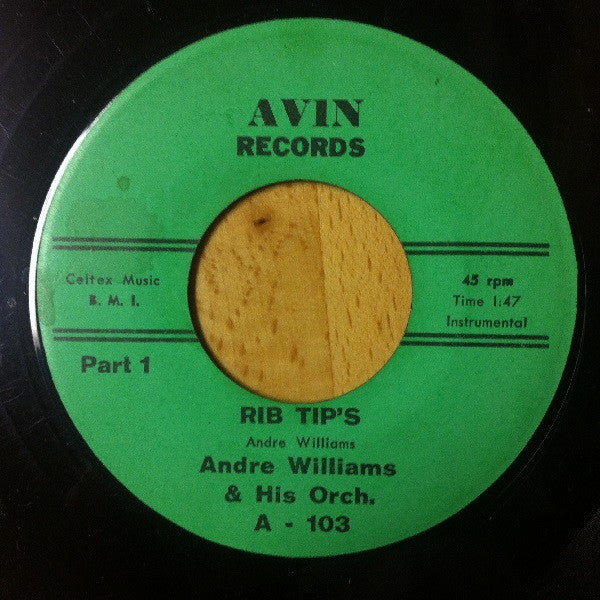 AVIN
RECORDS
Celtex Music
B. M. I.
45 rpm
Time 1:47
Instrumental
Part 1
RIB TIP'S
Andre Williams
Andre Williams
& His Orch.
A - 103